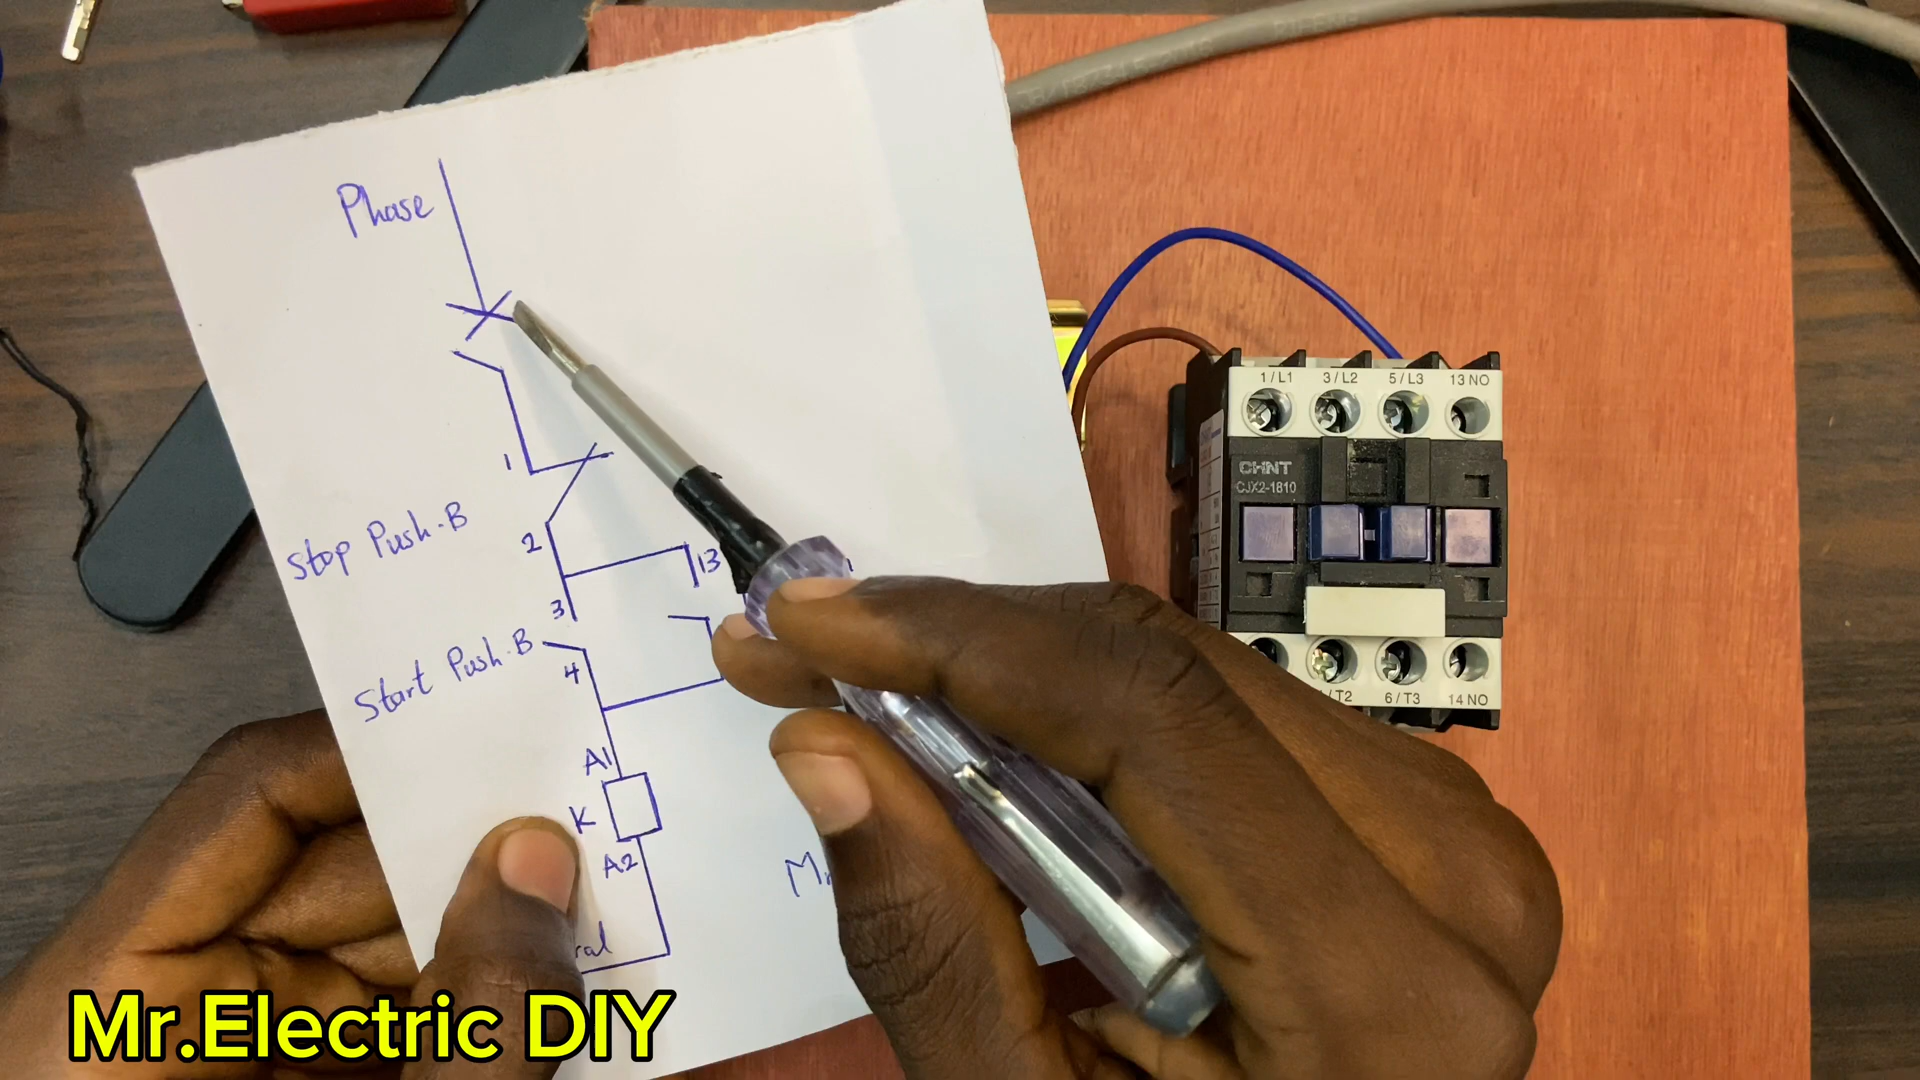 Phase
1
Stop Push.B
2
13
3
Start Push.B
4
A1
K
A2
1/L1 3/L2 5/L3 13 NO
CHNT
CJX2-1810
/T2 6/T3 14 NO
Mr.Electric DIY